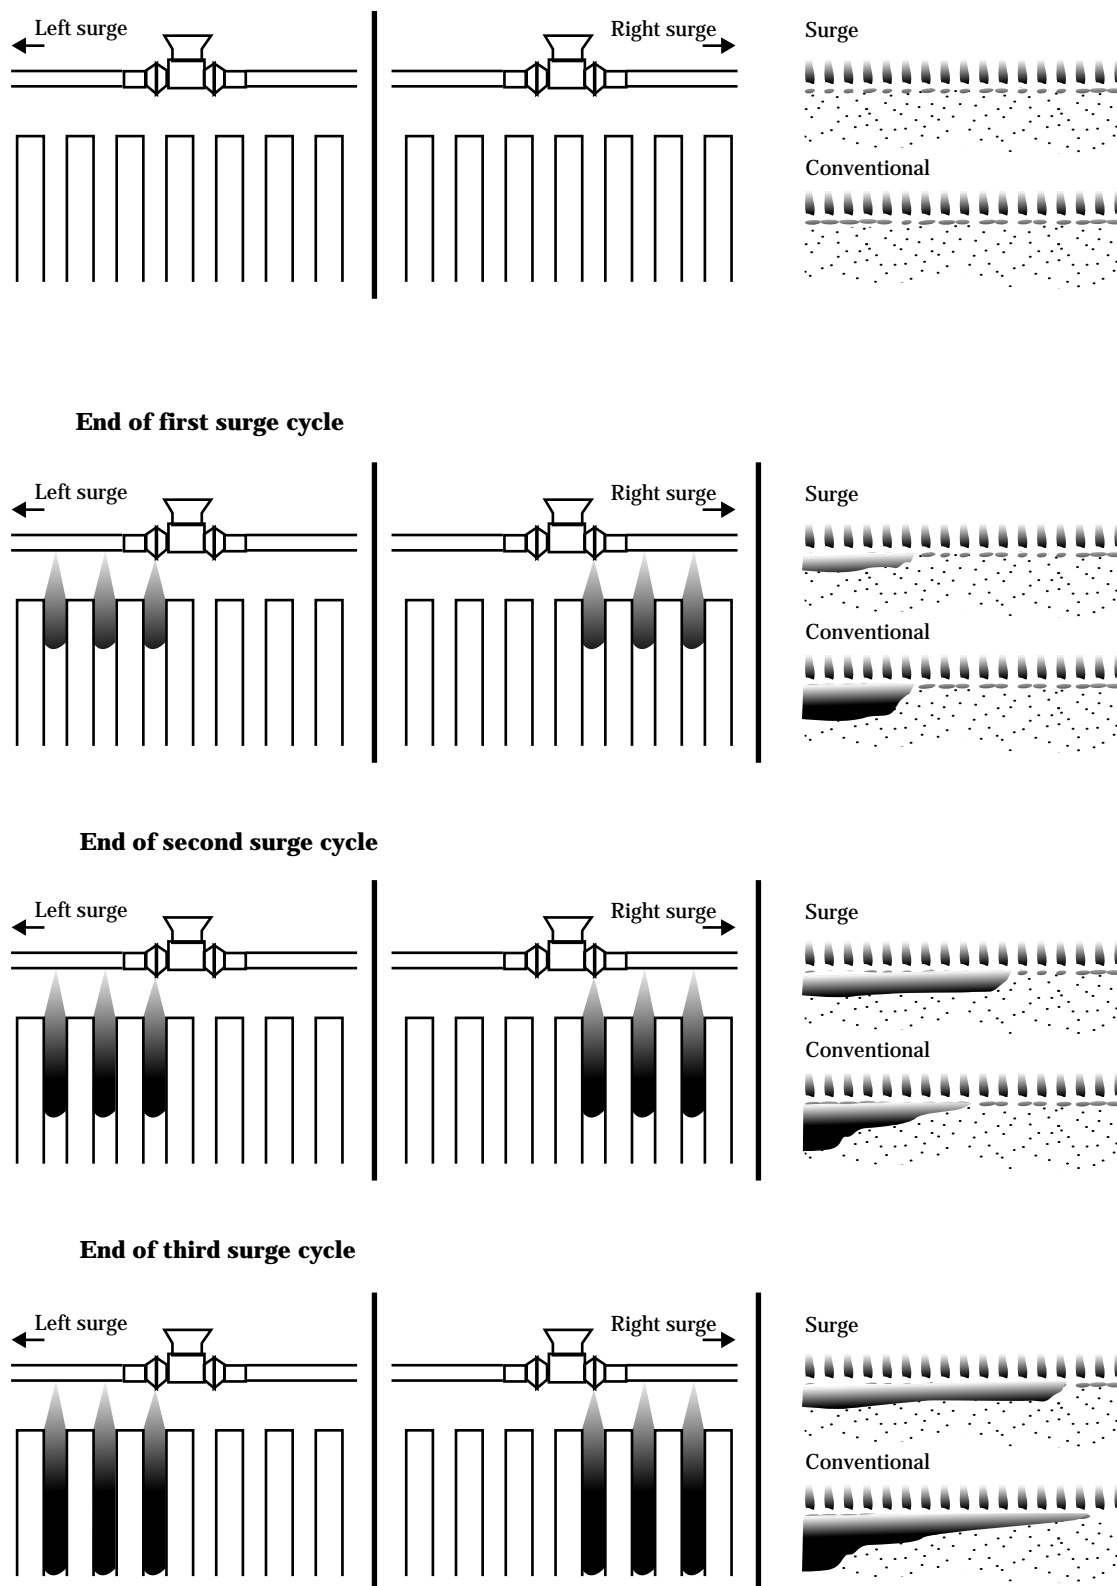 Left surge
Right surge
Surge
Conventional
End of first surge cycle
Left surge
Right surge
Surge
Conventional
End of second surge cycle
Left surge
Right surge
Surge
Conventional
End of third surge cycle
Left surge
Right surge
Surge
Conventional